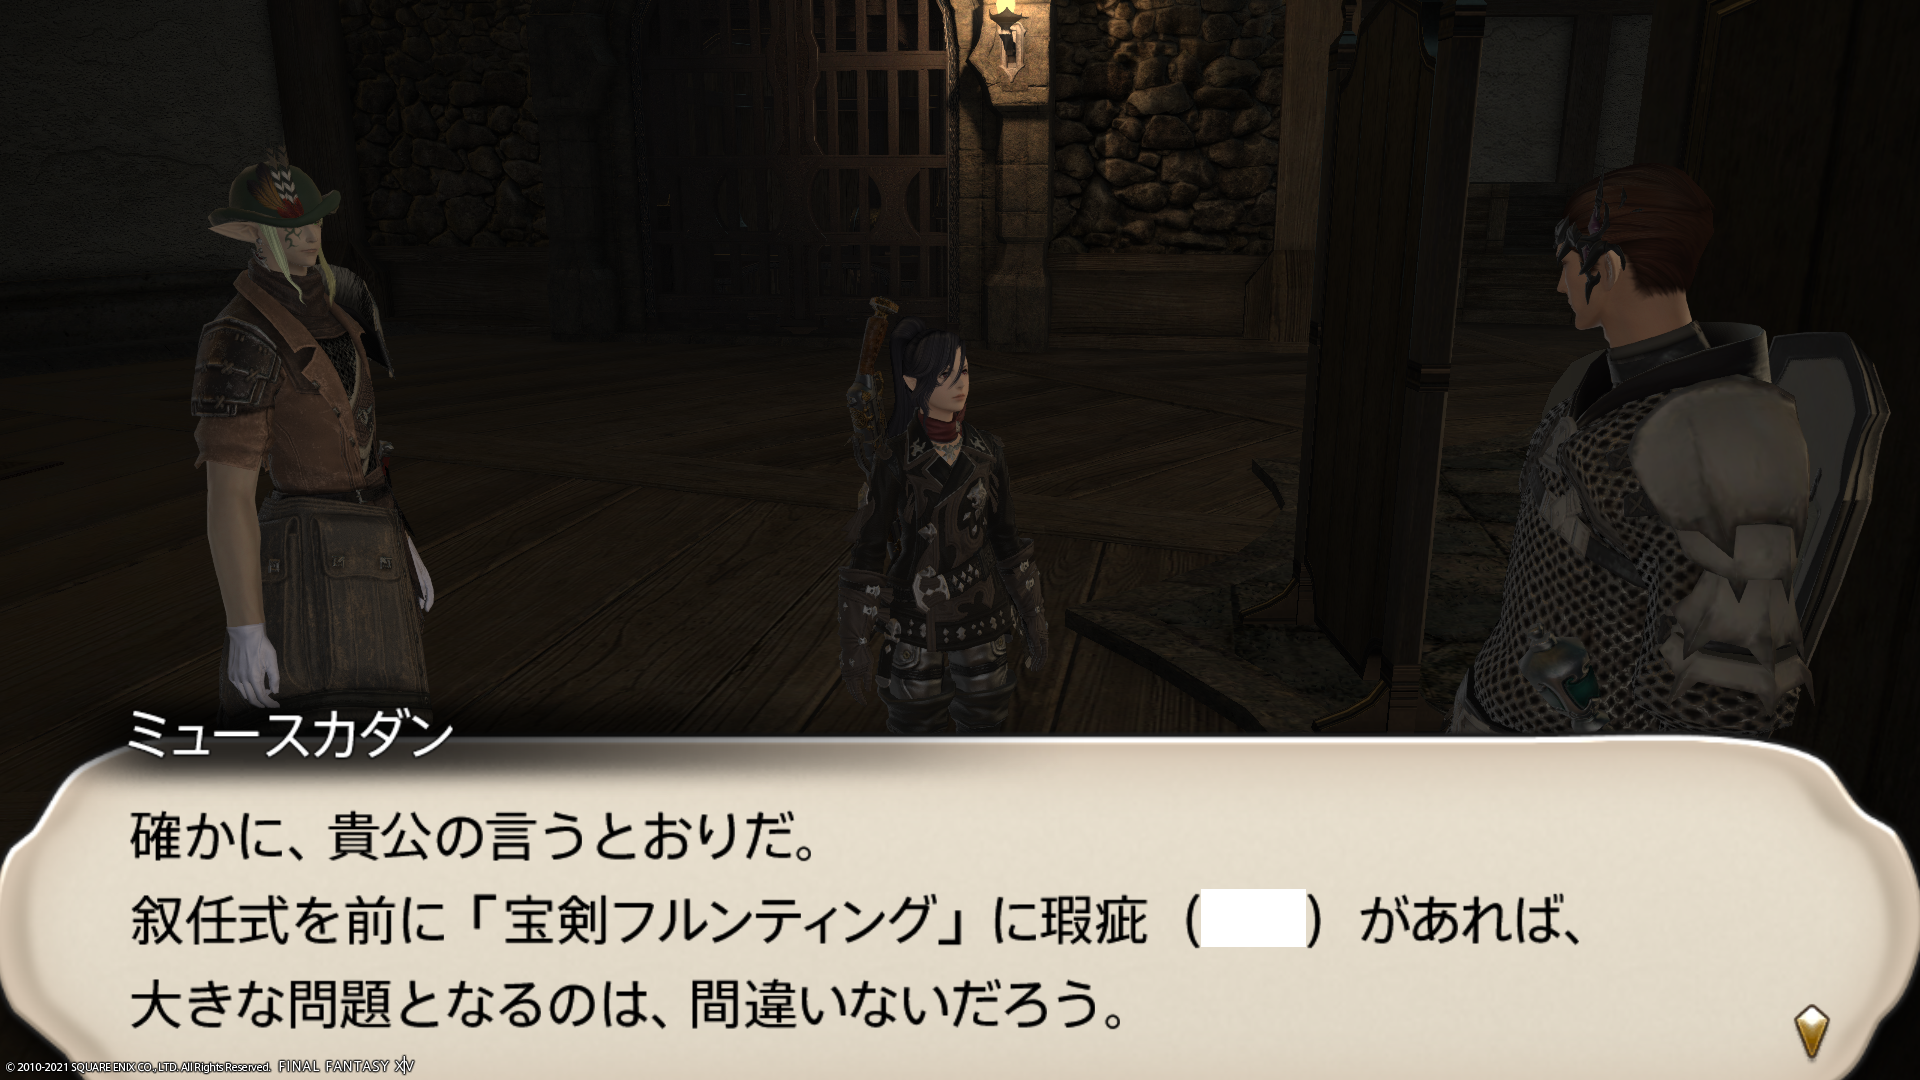 ミュースカダン
確かに、貴公の言うとおりだ。
叙任式を前に「宝剣フルンティング」に瑕疵（　　）があれば、
大きな問題となるのは、間違いないだろう。
© 2010-2021 SQUARE ENIX CO., LTD. All Rights Reserved. FINAL FANTASY XIV